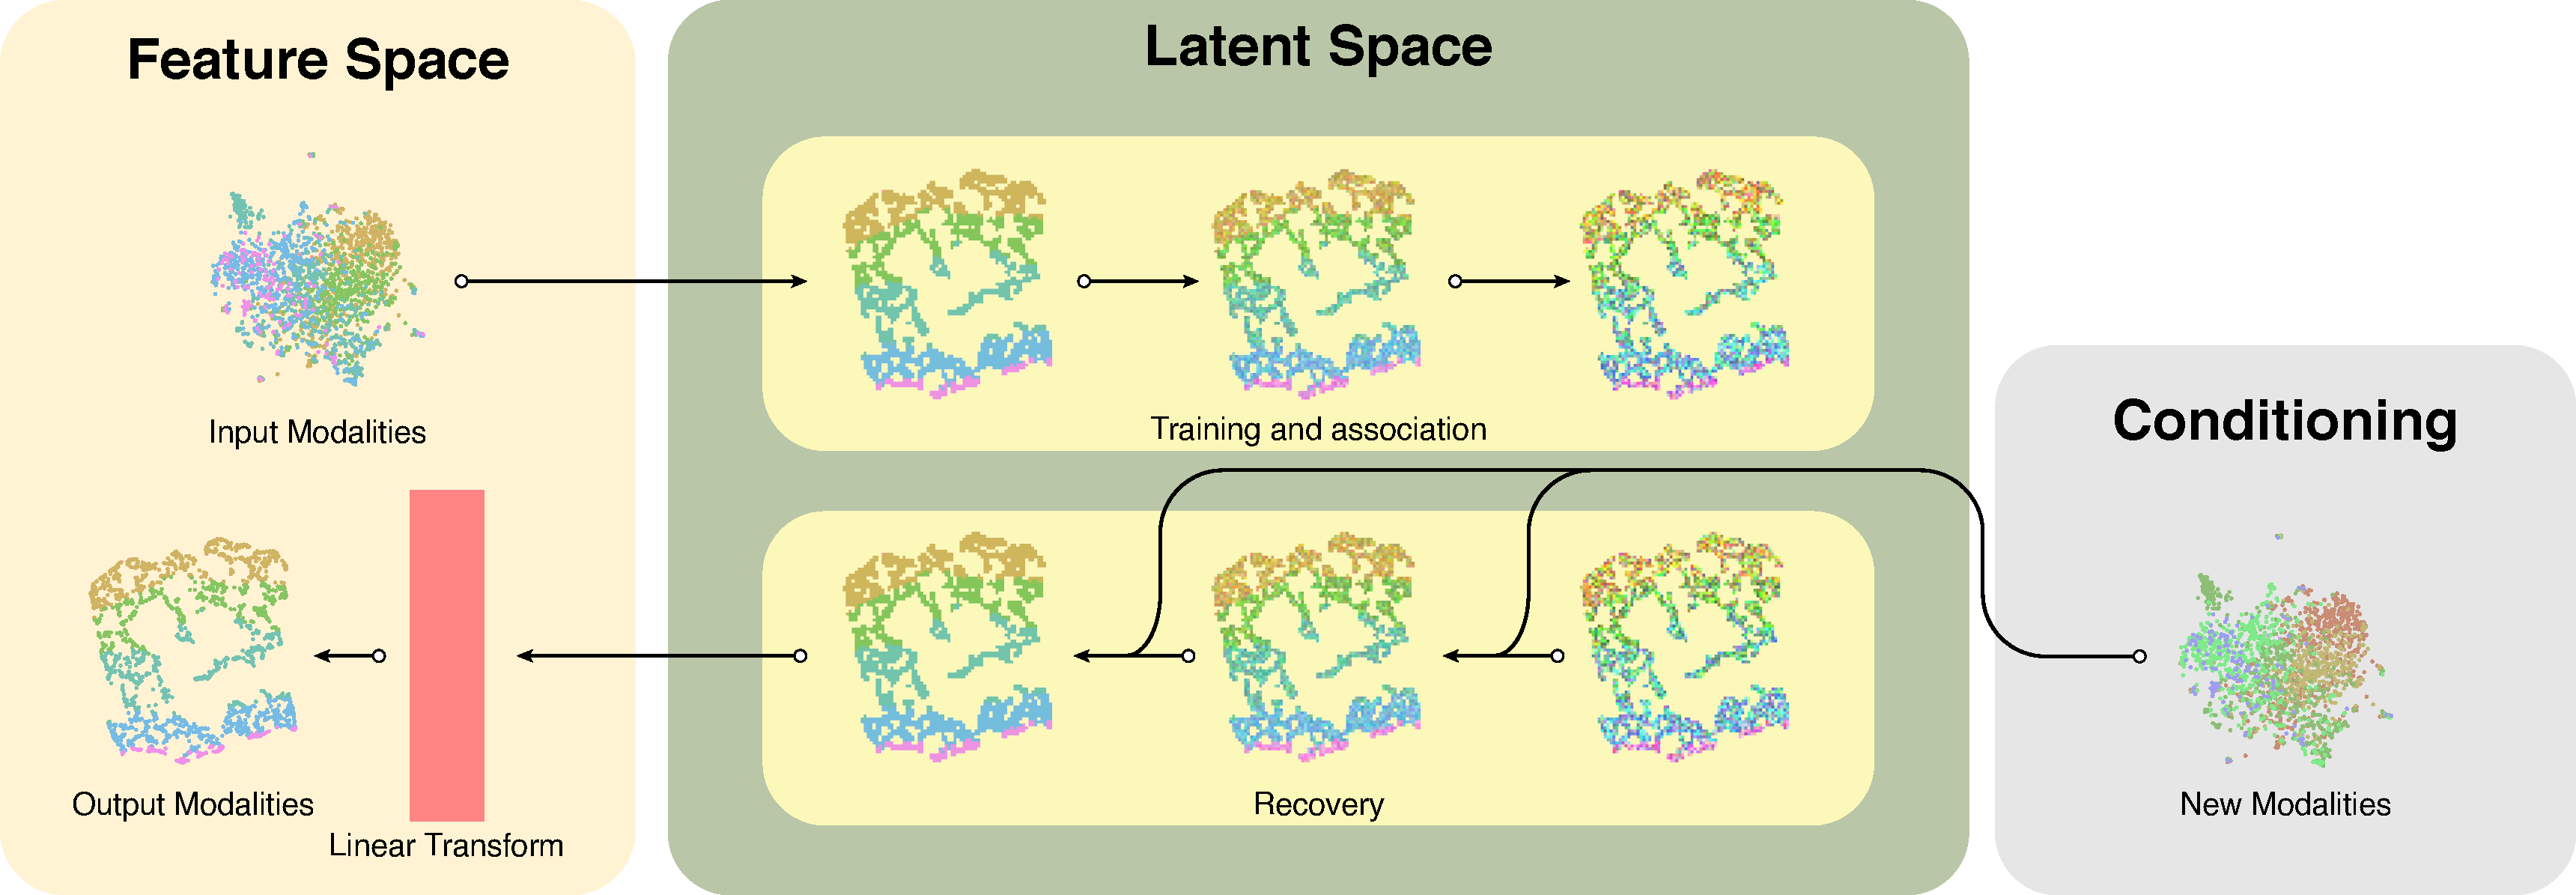 Feature Space
Input Modalities
Output Modalities
Linear Transform
Latent Space
Training and association
Recovery
Conditioning
New Modalities